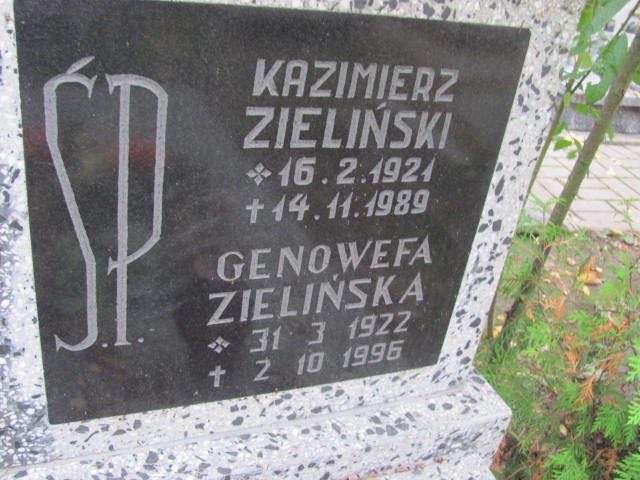 Ś.P.
KAZIMIERZ
ZIELIŃSKI
❖ 16.2.1921
✝ 14.11.1989
GENOWEFA
ZIELIŃSKA
❖ 31 3 1922
✝ 2 10 1996